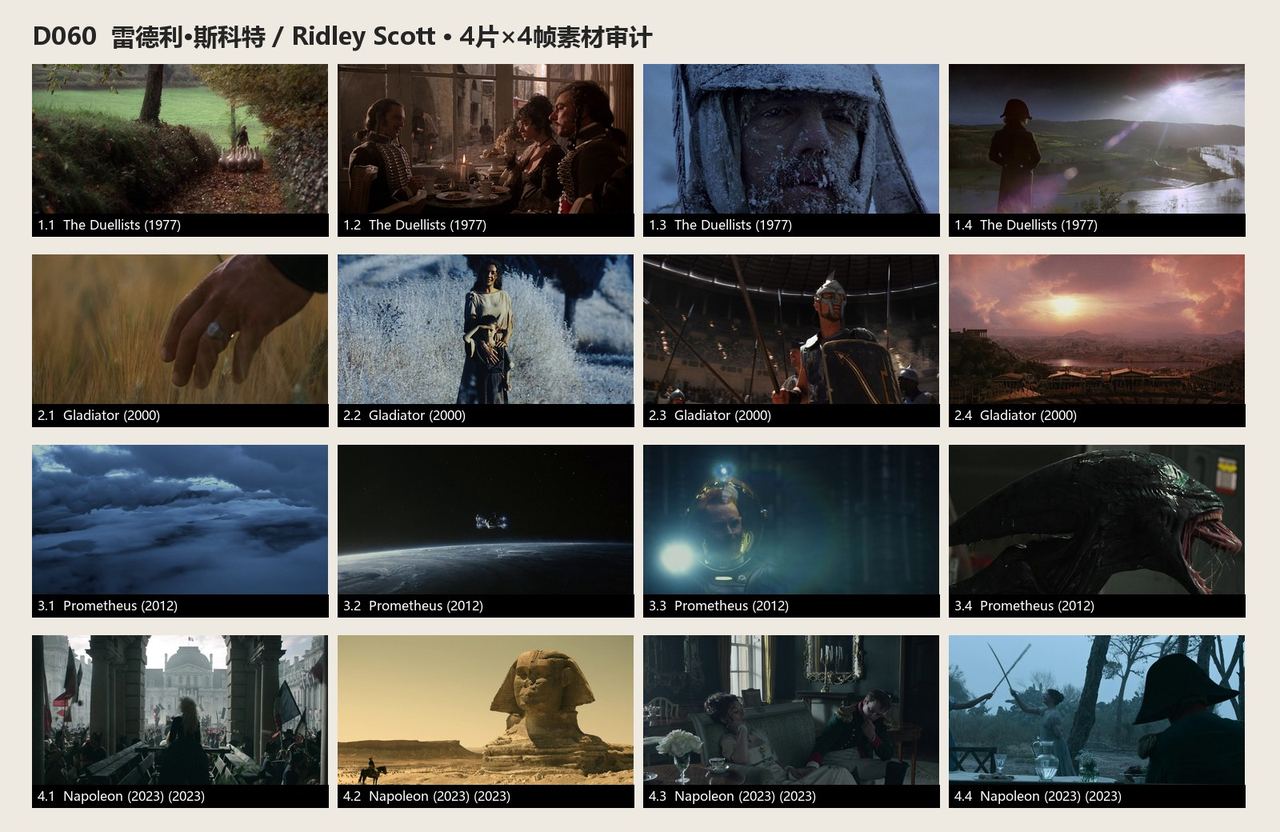 D060 雷德利•斯科特 / Ridley Scott • 4片×4帧素材审计
1.1 The Duellists (1977)
1.2 The Duellists (1977)
1.3 The Duellists (1977)
1.4 The Duellists (1977)
2.1 Gladiator (2000)
2.2 Gladiator (2000)
2.3 Gladiator (2000)
2.4 Gladiator (2000)
3.1 Prometheus (2012)
3.2 Prometheus (2012)
3.3 Prometheus (2012)
3.4 Prometheus (2012)
4.1 Napoleon (2023) (2023)
4.2 Napoleon (2023) (2023)
4.3 Napoleon (2023) (2023)
4.4 Napoleon (2023) (2023)